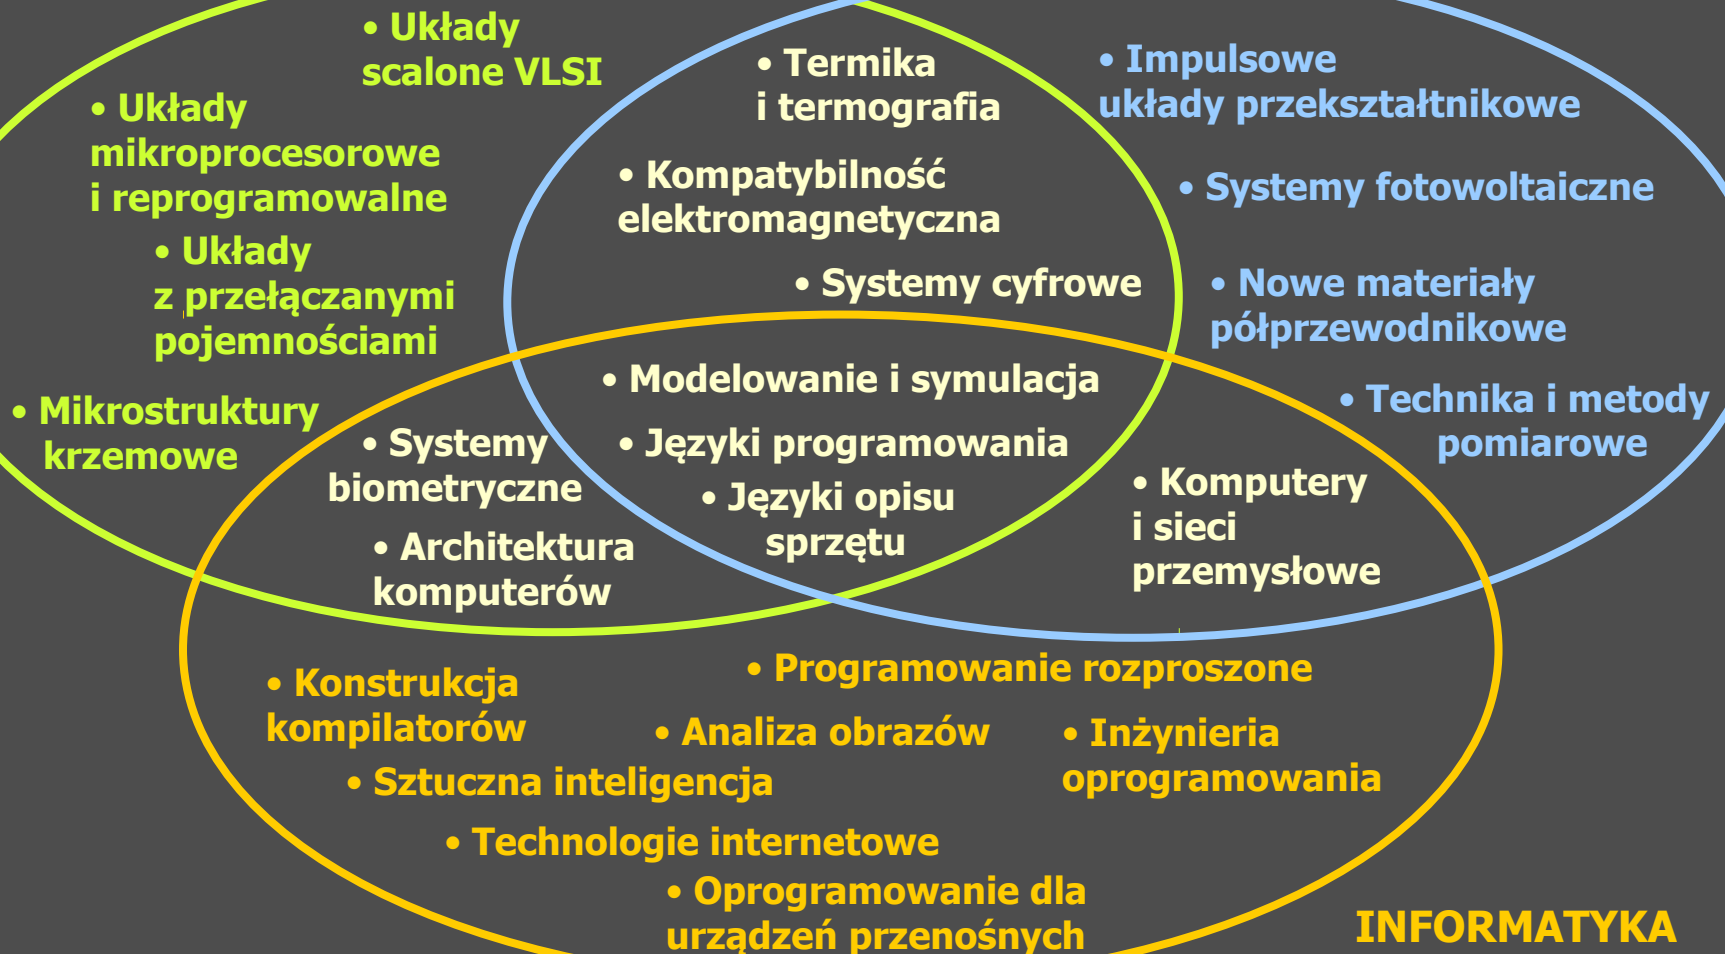 • Układy
scalone VLSI
• Układy
mikroprocesorowe
i reprogramowalne
• Układy
z przełączanymi
pojemnościami
• Mikrostruktury
krzemowe
• Termika
i termografia
• Kompatybilność
elektromagnetyczna
• Systemy cyfrowe
• Impulsowe
układy przekształtnikowe
• Systemy fotowoltaiczne
• Nowe materiały
półprzewodnikowe
• Technika i metody
pomiarowe
• Modelowanie i symulacja
• Języki programowania
• Języki opisu
sprzętu
• Systemy
biometryczne
• Architektura
komputerów
• Komputery
i sieci
przemysłowe
• Konstrukcja
kompilatorów
• Programowanie rozproszone
• Analiza obrazów
• Inżynieria
oprogramowania
• Sztuczna inteligencja
• Technologie internetowe
• Oprogramowanie dla
urządzeń przenośnych
INFORMATYKA